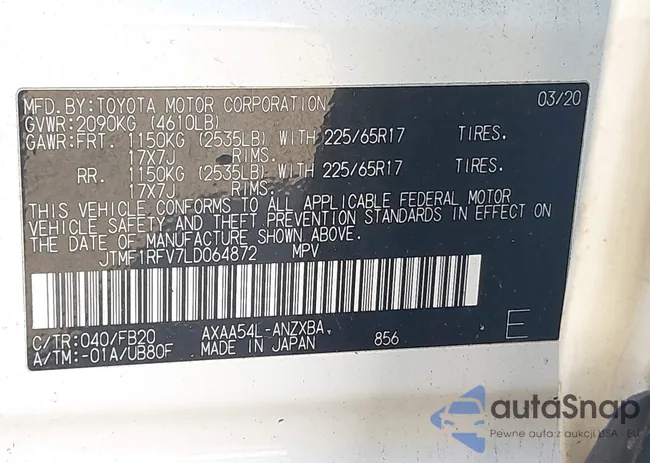 MFD.BY:TOYOTA MOTOR CORPORATION 03/20
GVWR:2090KG (4610LB)
GAWR:FRT. 1150KG (2535LB) WITH 225/65R17 TIRES.
17X7J RIMS.
RR. 1150KG (2535LB) WITH 225/65R17 TIRES.
17X7J RIMS.
THIS VEHICLE CONFORMS TO ALL APPLICABLE FEDERAL MOTOR
VEHICLE SAFETY AND THEFT PREVENTION STANDARDS IN EFFECT ON
THE DATE OF MANUFACTURE SHOWN ABOVE.
JTMF1RFV7LD064872 MPV
C/TR:040/FB20 AXAA54L-ANZXBA 856 E
A/TM:-01A/UB80F MADE IN JAPAN
autoSnap
Pewne auta z aukcji USA i EU